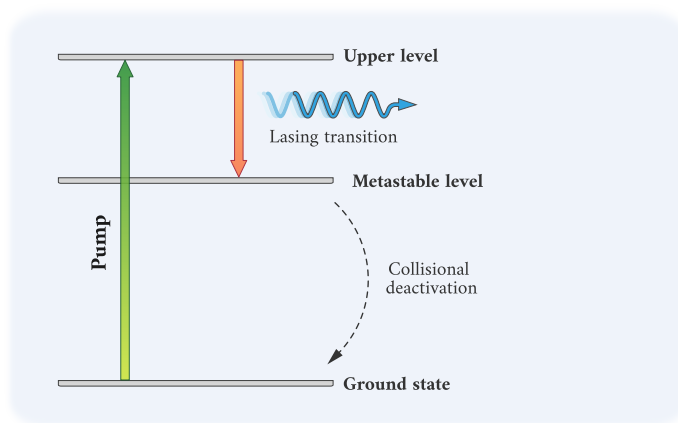 Upper level
Lasing transition
Metastable level
Pump
Collisional
deactivation
Ground state